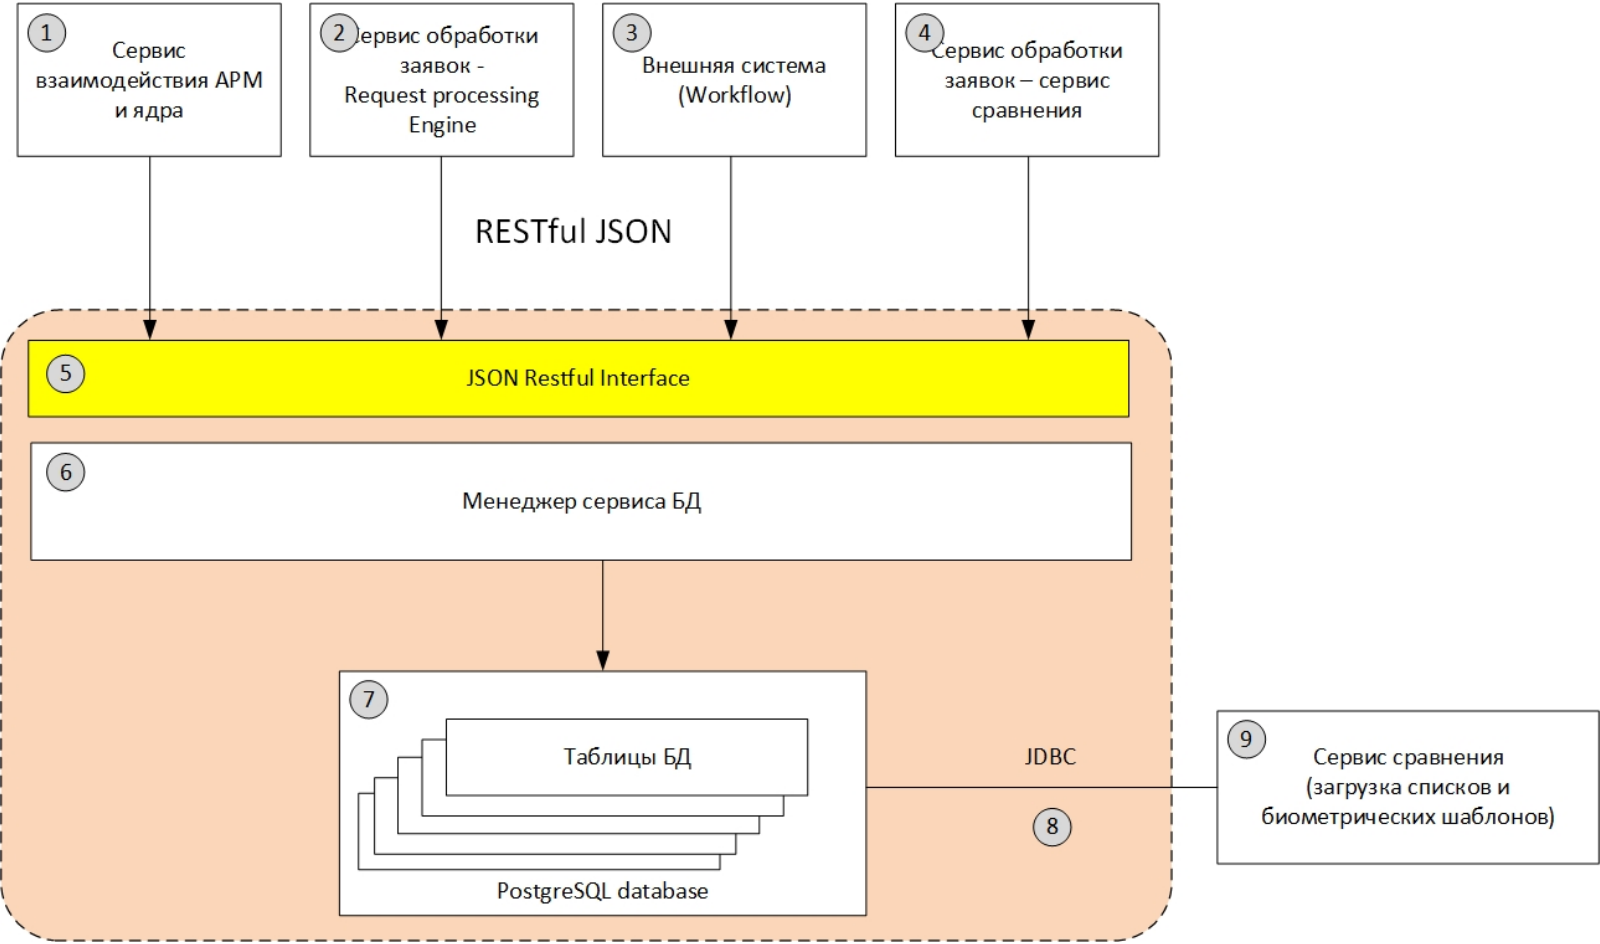 1
Сервис
взаимодействия АРМ
и ядра
2
Сервис обработки
заявок -
Request processing
Engine
3
Внешняя система
(Workflow)
4
Сервис обработки
заявок – сервис
сравнения
RESTful JSON
5
JSON Restful Interface
6
Менеджер сервиса БД
7
Таблицы БД
PostgreSQL database
JDBC
8
9
Сервис сравнения
(загрузка списков и
биометрических шаблонов)